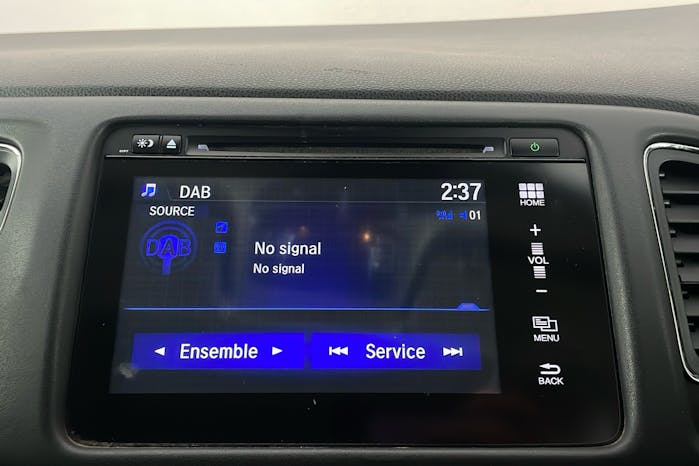 DAB
2:37
HOME
SOURCE
01
DAB
No signal
No signal
+
VOL
−
Ensemble
Service
MENU
BACK